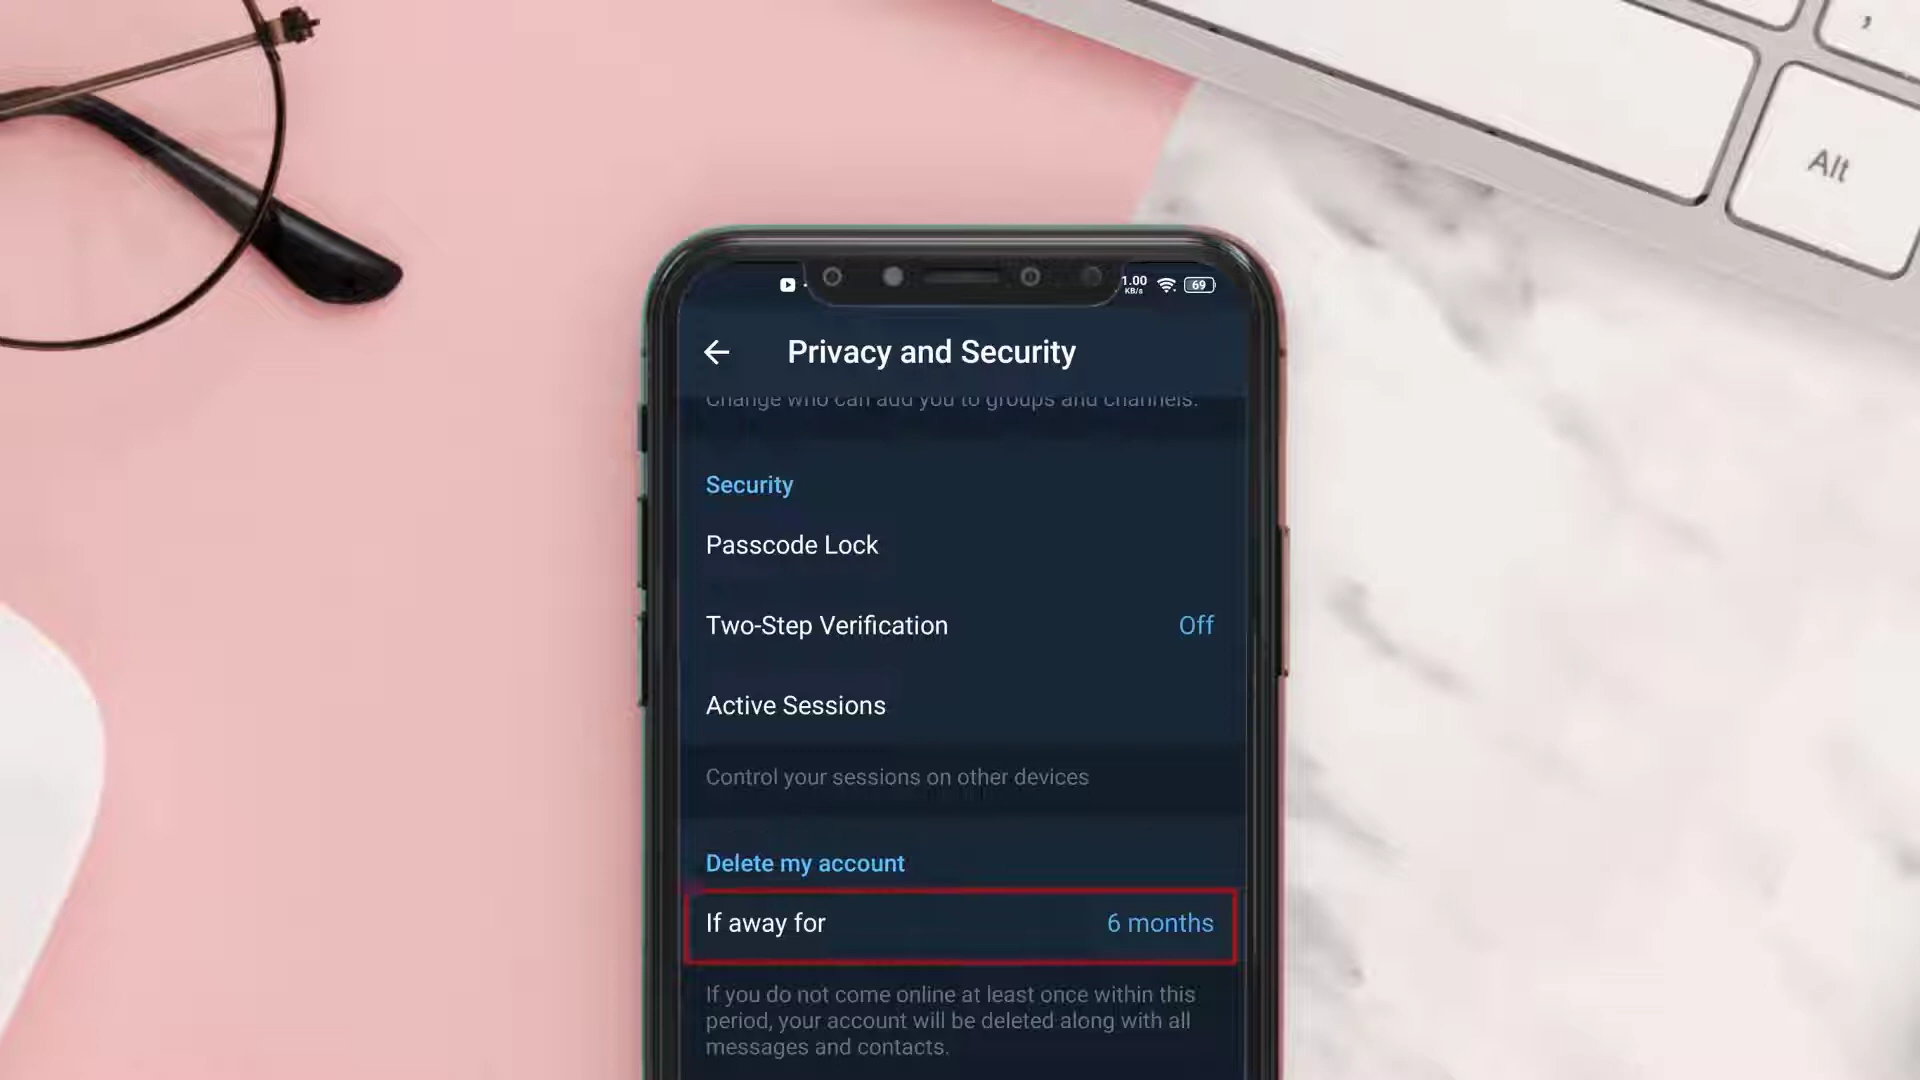 ,
Alt
1.00
KB/s
69
Privacy and Security
Change who can add you to groups and channels.
Security
Passcode Lock
Two-Step Verification Off
Active Sessions
Control your sessions on other devices
Delete my account
If away for 6 months
If you do not come online at least once within this
period, your account will be deleted along with all
messages and contacts.